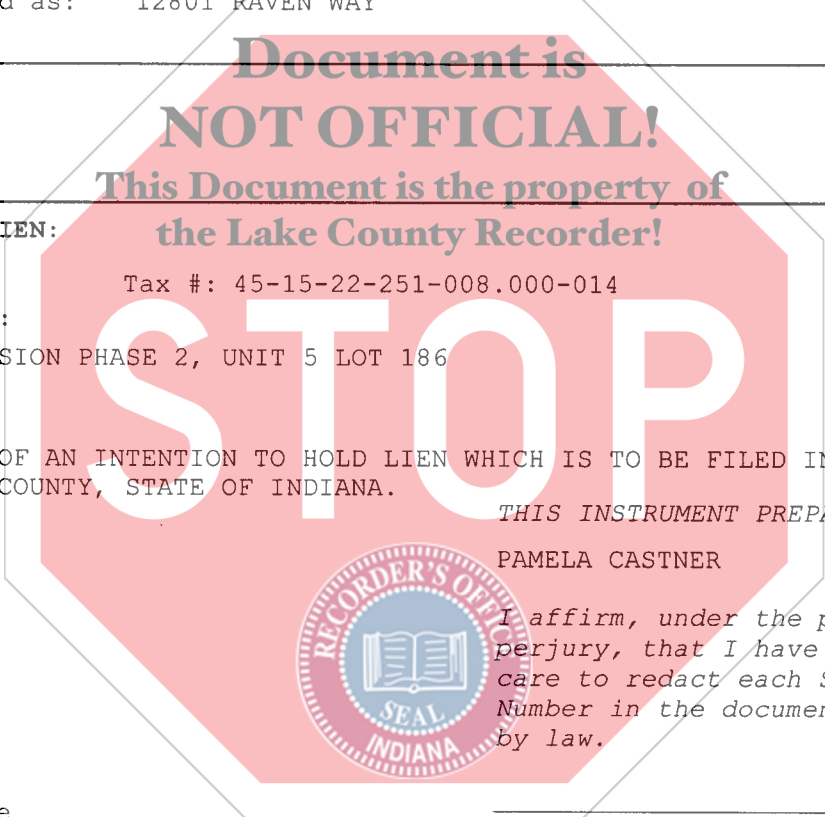 d as: 12801 RAVEN WAY
Document is
NOT OFFICIAL!
This Document is the property of
the Lake County Recorder!
IEN:
Tax #: 45-15-22-251-008.000-014
:
SION PHASE 2, UNIT 5 LOT 186
STOP
OF AN INTENTION TO HOLD LIEN WHICH IS TO BE FILED IN
COUNTY, STATE OF INDIANA.
THIS INSTRUMENT PREPA
PAMELA CASTNER
I affirm, under the p
perjury, that I have
care to redact each S
Number in the documen
by law.
RECORDER'S OFFIC
SEAL
INDIANA